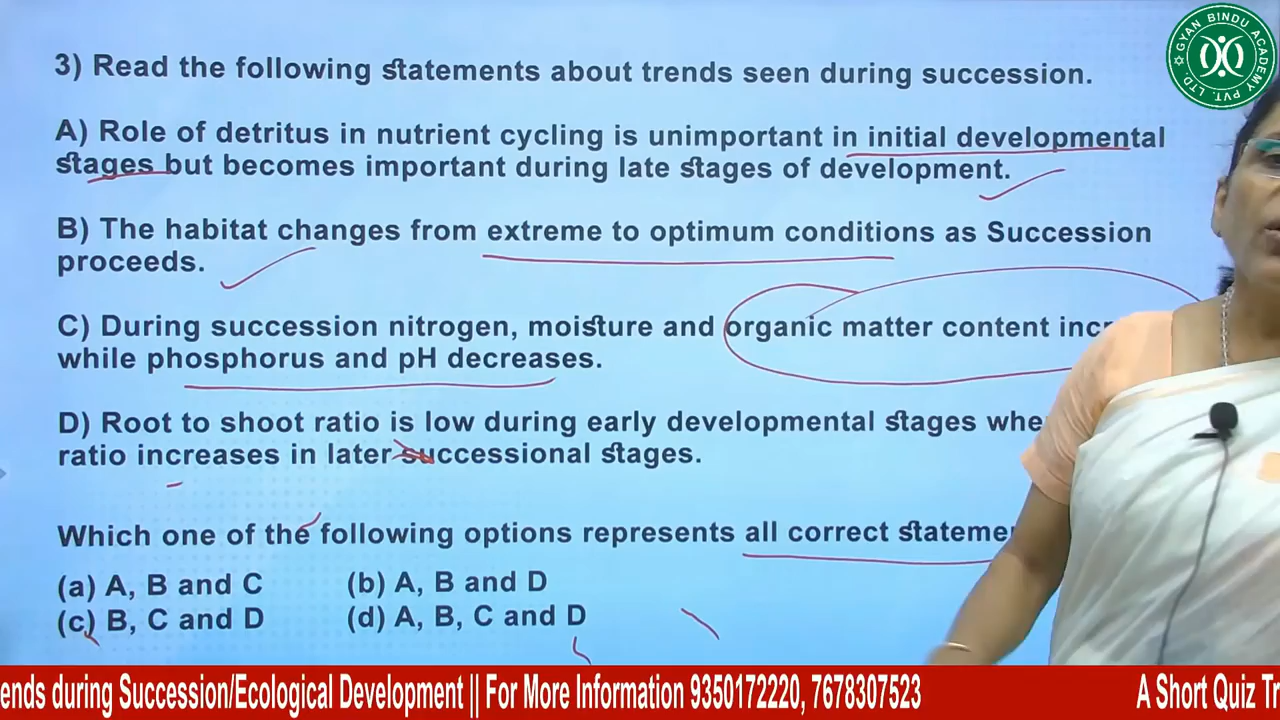 GYAN BINDU ACADEMY PVT. LTD.
3) Read the following statements about trends seen during succession.
A) Role of detritus in nutrient cycling is unimportant in initial developmental
stages but becomes important during late stages of development.
B) The habitat changes from extreme to optimum conditions as Succession
proceeds.
C) During succession nitrogen, moisture and organic matter content
while phosphorus and pH decreases.
D) Root to shoot ratio is low during early developmental stages
ratio increases in later successional stages.
Which one of the following options represents all correct
(a) A, B and C (b) A, B and D
(c) B, C and D (d) A, B, C and D
ends during Succession/Ecological Development || For More Information 9350172220, 7678307523 A Short Quiz Tr